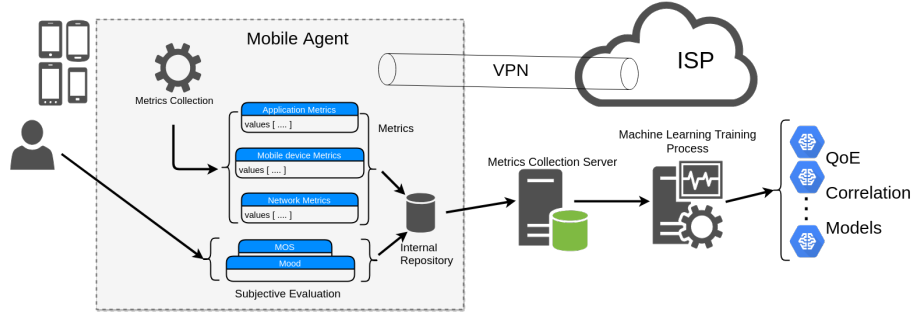 Mobile Agent
Metrics Collection
Application Metrics
values [ .... ]
Mobile device Metrics
values [ .... ]
Network Metrics
values [ .... ]
Metrics
MOS
Mood
Subjective Evaluation
Internal
Repository
VPN
ISP
Metrics Collection Server
Machine Learning Training
Process
QoE
Correlation
Models